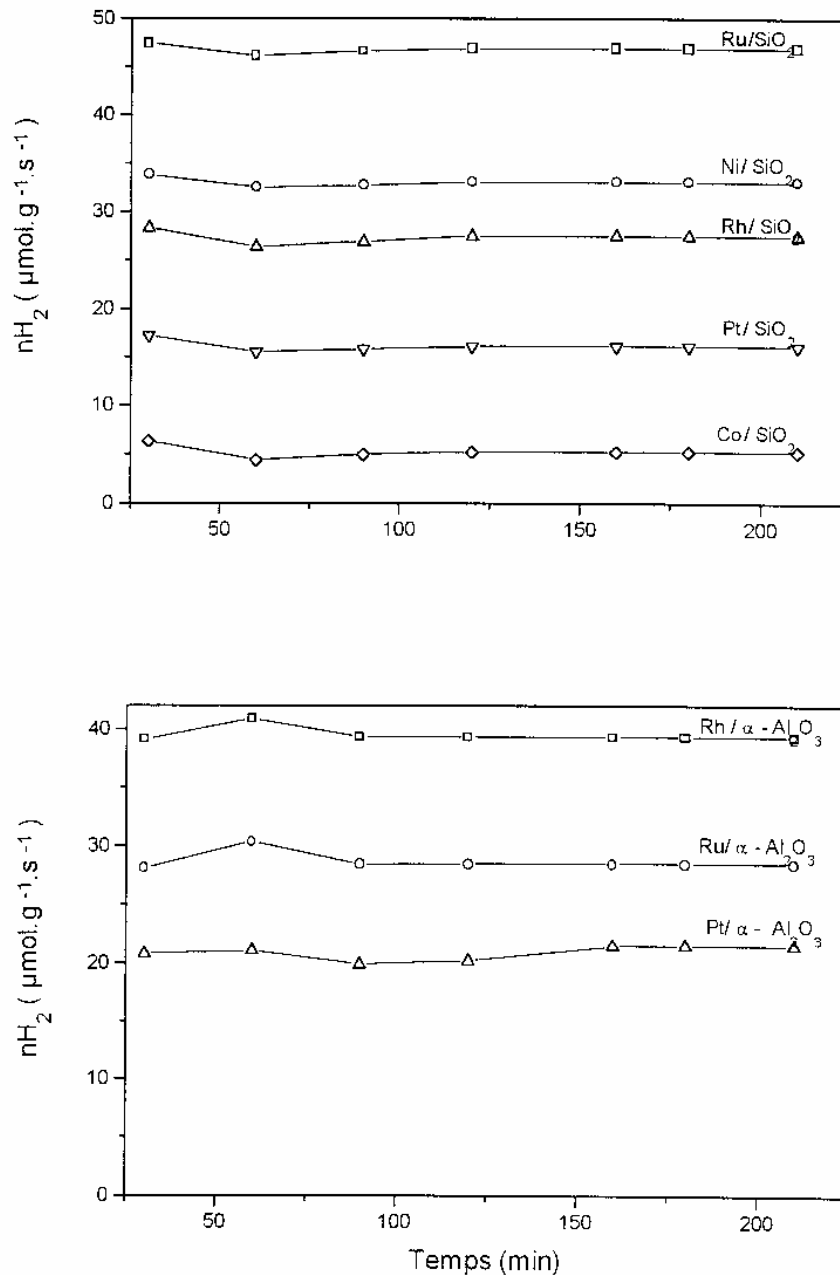 50
40
30
20
10
0
nH2 ( µmol.g-1.s-1 )
Ru/SiO2
Ni/ SiO2
Rh/ SiO
Pt/ SiO2
Co/ SiO2
50 100 150 200
40
30
20
10
0
nH2 ( µmol.g-1.s-1 )
Rh / α - Al2O3
Ru/ α - Al2O3
Pt/ α - Al2O3
50 100 150 200
Temps (min)